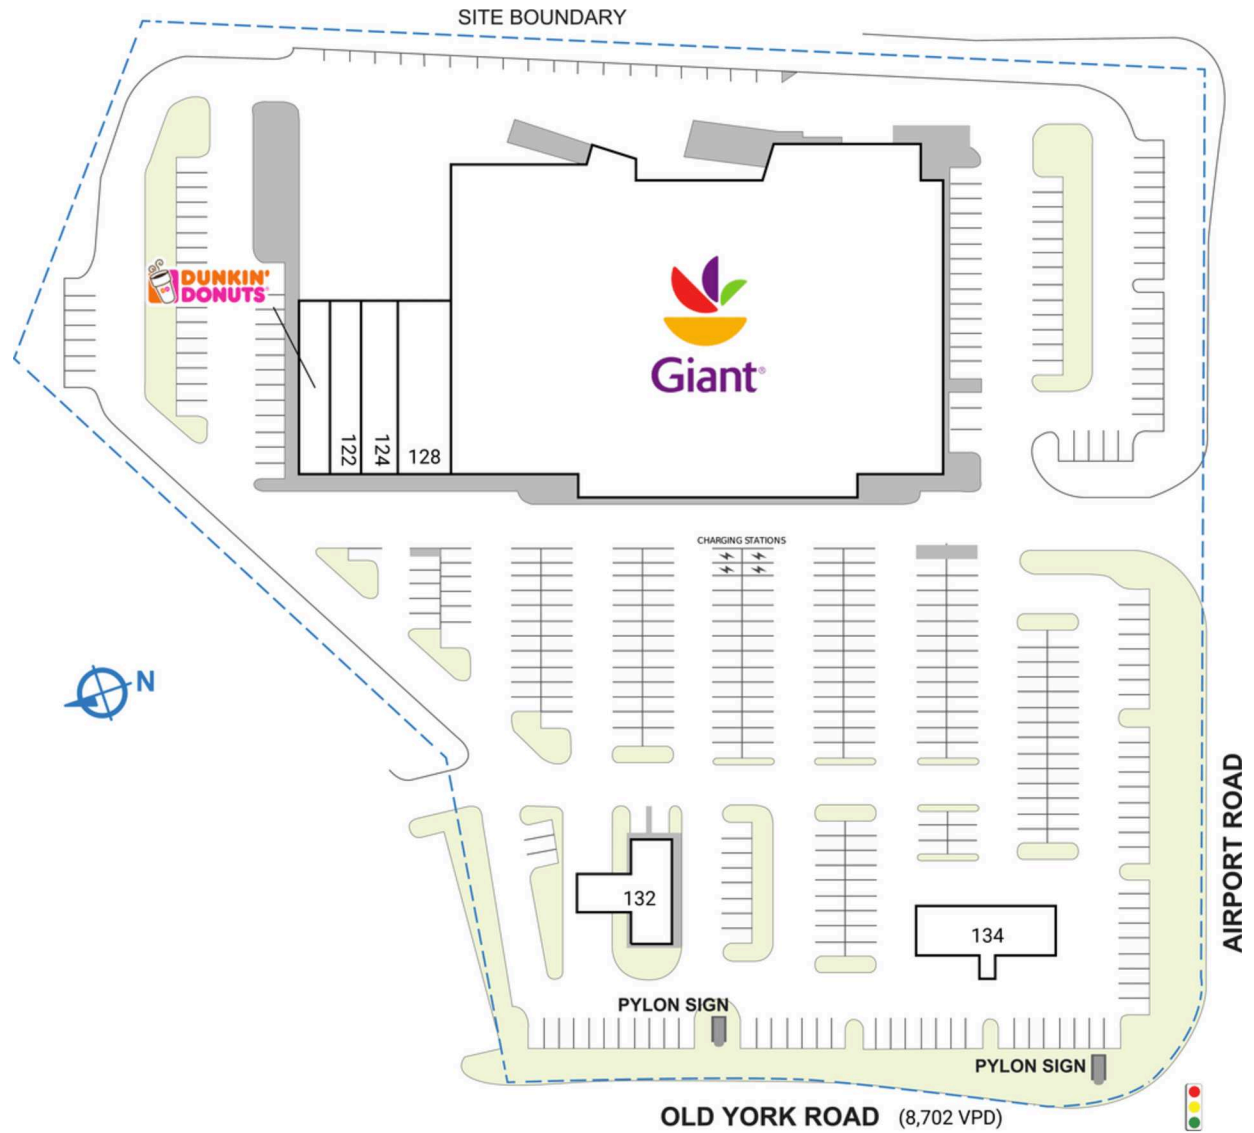 SITE BOUNDARY
DUNKIN'
DONUTS®
Giant®
122
124
128
CHARGING STATIONS
N
AIRPORT ROAD
132
134
PYLON SIGN
PYLON SIGN
OLD YORK ROAD (8,702 VPD)